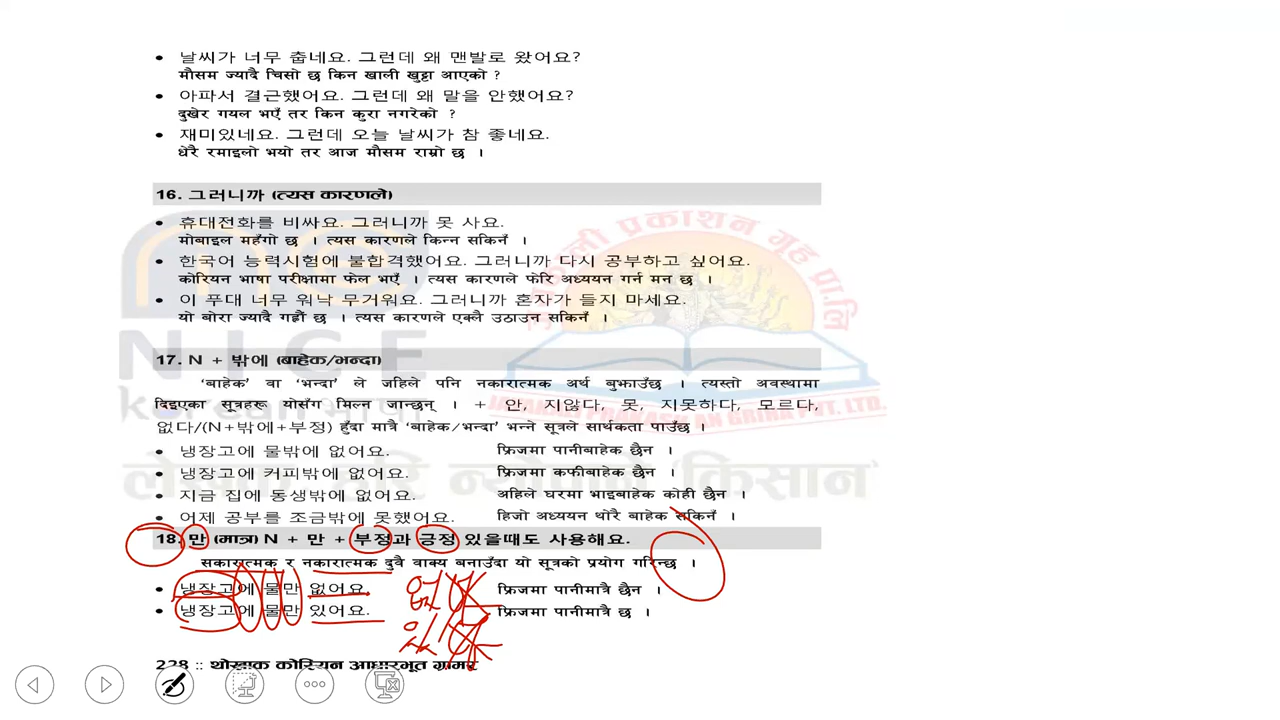 • 날씨가 너무 춥네요. 그런데 왜 맨발로 왔어요?
मौसम ज्यादै चिसो छ किन खाली खुट्टा आएको ?
• 아파서 결근했어요. 그런데 왜 말을 안했어요?
दुखेर गयल भएँ तर किन कुरा नगरेको ?
• 재미있네요. 그런데 오늘 날씨가 참 좋네요.
धेरै रमाइलो भयो तर आज मौसम राम्रो छ ।
16. 그러니까 (त्यस कारणले)
• 휴대전화를 비싸요. 그러니까 못 사요.
मोबाइल महँगो छ । त्यस कारणले किन्न सकिनँ ।
• 한국어 능력시험에 불합격했어요. 그러니까 다시 공부하고 싶어요.
कोरियन भाषा परीक्षामा फेल भएँ । त्यस कारणले फेरि अध्ययन गर्न मन छ ।
• 이 푸대 너무 워낙 무거워요. 그러니까 혼자가 들지 마세요.
यो बोरा ज्यादै गह्रौं छ । त्यस कारणले एक्लै उठाउन सकिनँ ।
17. N + 밖에 (बाहेक/भन्दा)
'बाहेक' वा 'भन्दा' ले जहिले पनि नकारात्मक अर्थ बुझाउँछ । त्यस्तो अवस्थामा
दिइएका सूत्रहरू योसँग मिल्न जान्छन् । + 안, 지않다, 못, 지못하다, 모르다,
없다/(N+밖에+부정) हुँदा मात्रै 'बाहेक/भन्दा' भन्ने सूत्रले सार्थकता पाउँछ ।
• 냉장고에 물밖에 없어요. फ्रिजमा पानीबाहेक छैन ।
• 냉장고에 커피밖에 없어요. फ्रिजमा कफीबाहेक छैन ।
• 지금 집에 동생밖에 없어요. अहिले घरमा भाइबाहेक कोही छैन ।
• 어제 공부를 조금밖에 못했어요. हिजो अध्ययन थोरै बाहेक सकिनँ ।
18. 만 (मात्र) N + 만 + 부정과 긍정 있을때도 사용해요.
सकारात्मक र नकारात्मक दुवै वाक्य बनाउँदा यो सूत्रको प्रयोग गरिन्छ ।
• 냉장고에 물만 없어요. फ्रिजमा पानीमात्रै छैन ।
• 냉장고에 물만 있어요. फ्रिजमा पानीमात्रै छ ।
228 :: थोसाक कोरियन आधारभूत ग्रामर
NICE